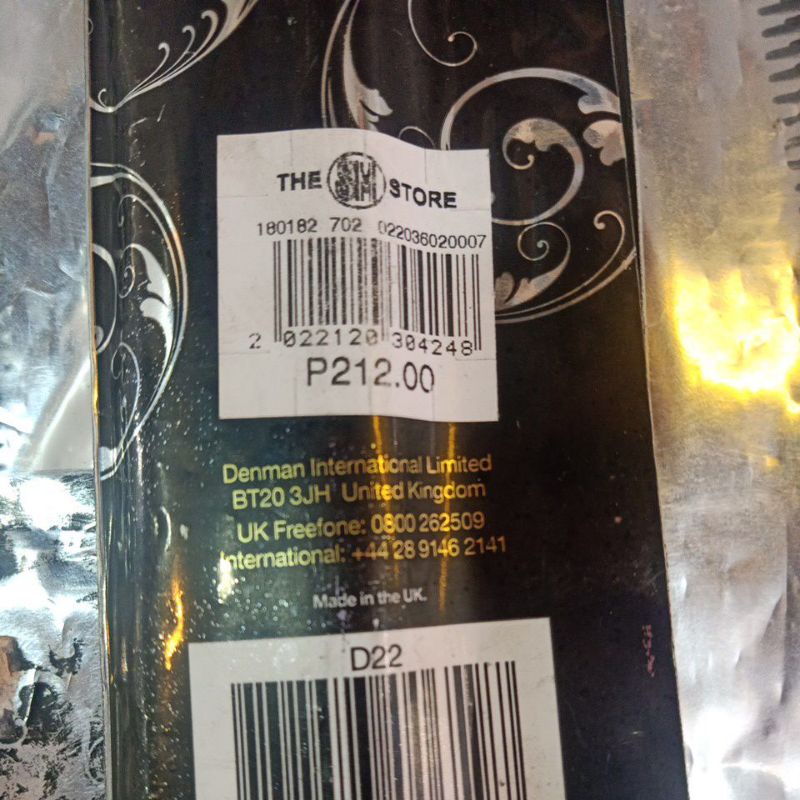 THE SM STORE
180182 702 022036020007
2 022120 304248
P212.00
Denman International Limited
BT20 3JH United Kingdom
UK Freefone: 0800 262509
International: +44 28 9146 2141
Made in the UK.
D22